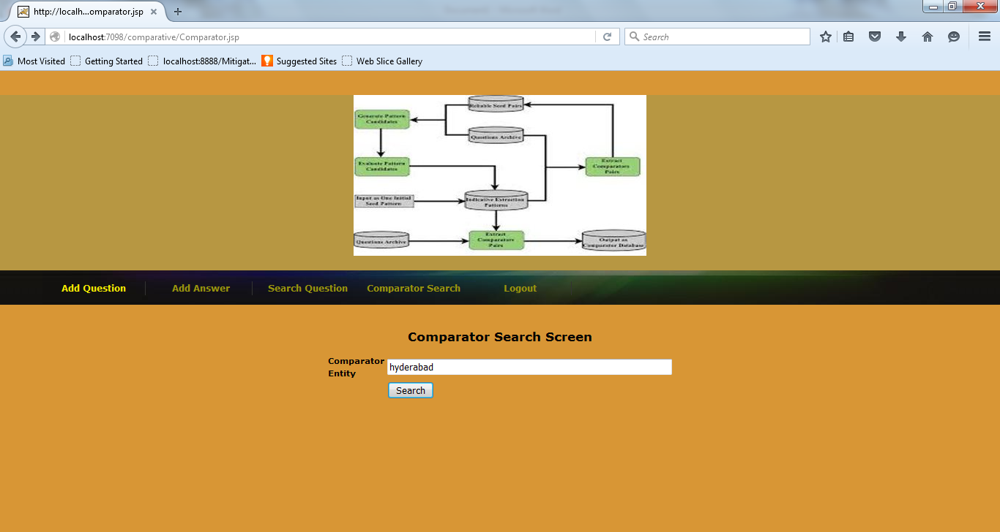 http://localh...omparator.jsp
localhost:7098/comparative/Comparator.jsp
Search
Most Visited
Getting Started
localhost:8888/Mitigat...
Suggested Sites
Web Slice Gallery
Reliable Seed Pairs
Generate Pattern
Candidates
Questions Archive
Evaluate Pattern
Candidates
Extract
Comparators
Pairs
Input as One Initial
Seed Pattern
Indicative Extraction
Patterns
Questions Archive
Extract
Comparators
Pairs
Output as
Comparator Database
Add Question
Add Answer
Search Question
Comparator Search
Logout
Comparator Search Screen
Comparator
Entity
hyderabad
Search